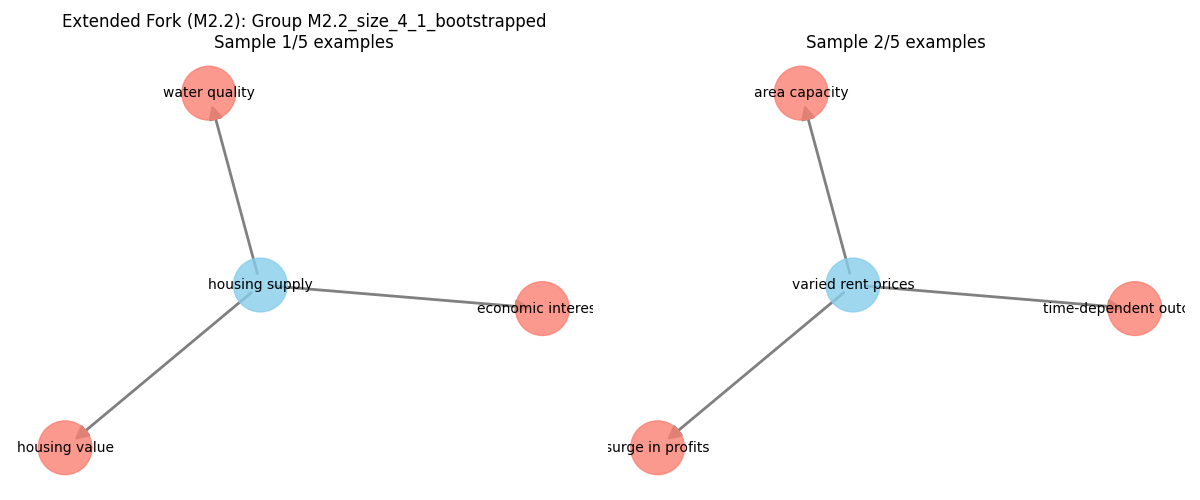 Extended Fork (M2.2): Group M2.2_size_4_1_bootstrapped
Sample 1/5 examples
Sample 2/5 examples
water quality
area capacity
housing supply
varied rent prices
economic interes
time-dependent outc
housing value
surge in profits